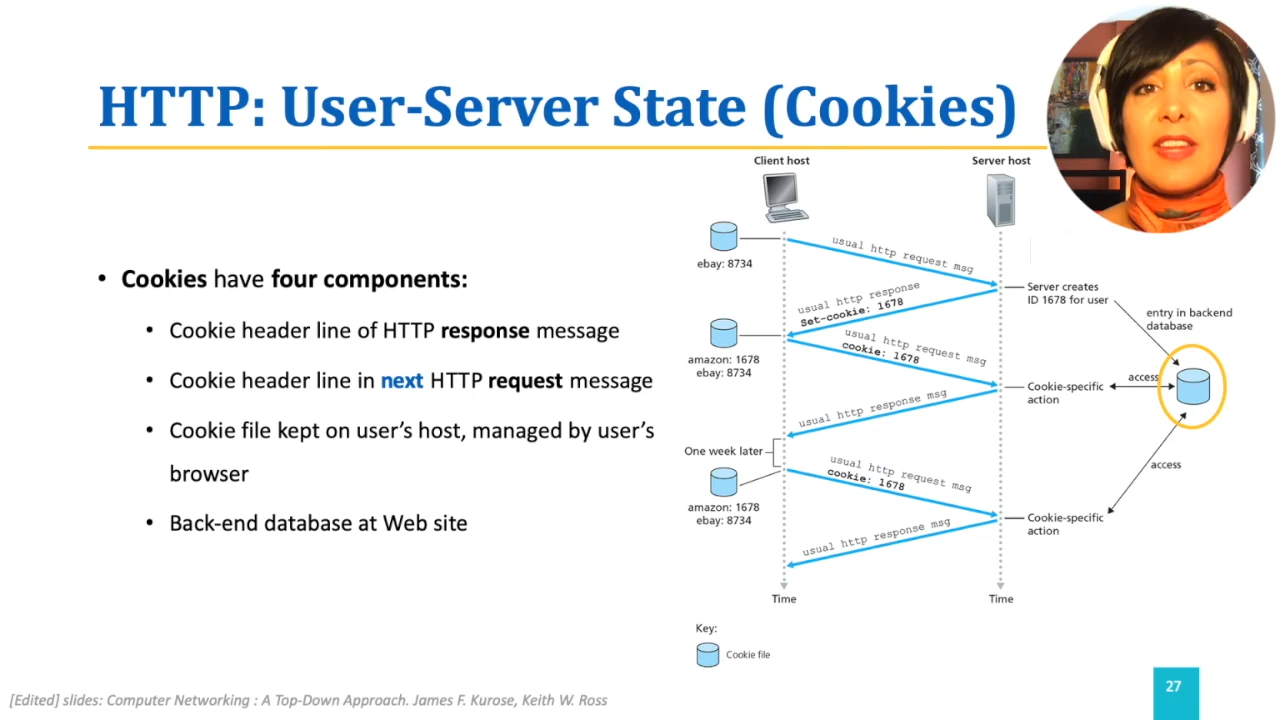 HTTP: User-Server State (Cookies)
• Cookies have four components:
• Cookie header line of HTTP response message
• Cookie header line in next HTTP request message
• Cookie file kept on user's host, managed by user's
browser
• Back-end database at Web site
Client host
Server host
ebay: 8734
usual http request msg
Server creates
ID 1678 for user
usual http response
Set-cookie: 1678
entry in backend
database
amazon: 1678
ebay: 8734
usual http request msg
cookie: 1678
Cookie-specific
action
access
usual http response msg
One week later
amazon: 1678
ebay: 8734
usual http request msg
cookie: 1678
access
Cookie-specific
action
usual http response msg
Time
Time
Key:
Cookie file
[Edited] slides: Computer Networking : A Top-Down Approach. James F. Kurose, Keith W. Ross
27